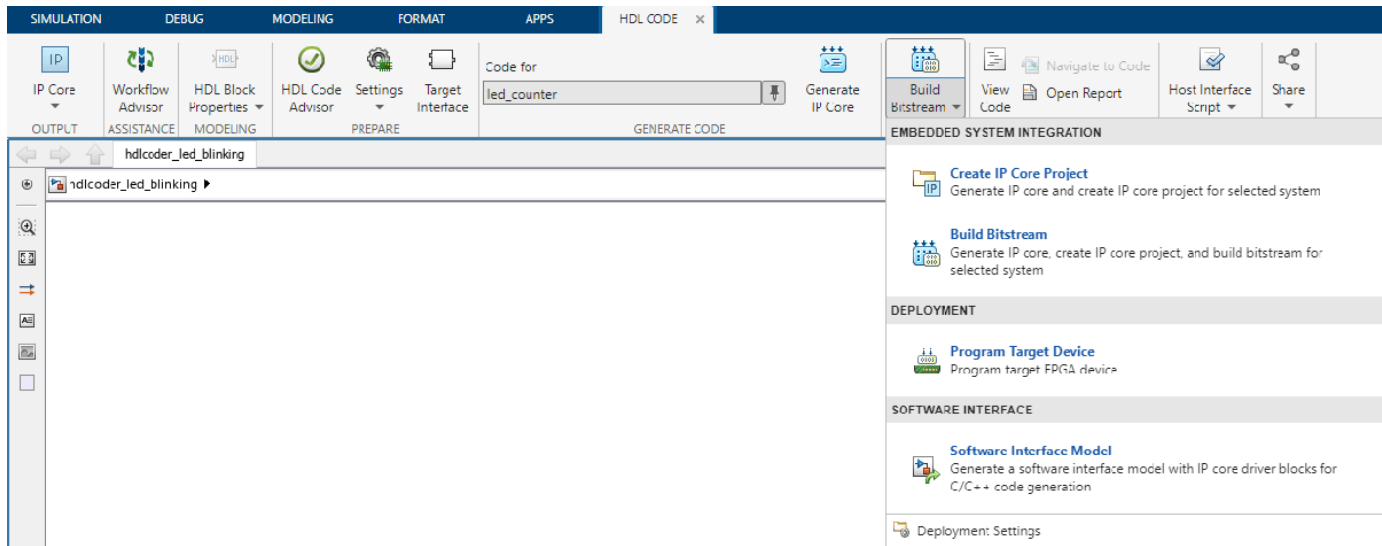 SIMULATION DEBUG MODELING FORMAT APPS HDL CODE
IP Core
Workflow Advisor
HDL Block Properties
HDL Code Advisor
Settings
Target Interface
Code for
led_counter
Generate IP Core
Build Bitstream
View Code
Navigate to Code
Open Report
Host Interface Script
Share
OUTPUT ASSISTANCE MODELING PREPARE GENERATE CODE
hdlcoder_led_blinking
hdlcoder_led_blinking
EMBEDDED SYSTEM INTEGRATION
Create IP Core Project
Generate IP core and create IP core project for selected system
Build Bitstream
Generate IP core, create IP core project, and build bitstream for
selected system
DEPLOYMENT
Program Target Device
Program target FPGA device
SOFTWARE INTERFACE
Software Interface Model
Generate a software interface model with IP core driver blocks for
C/C++ code generation
Deployment Settings